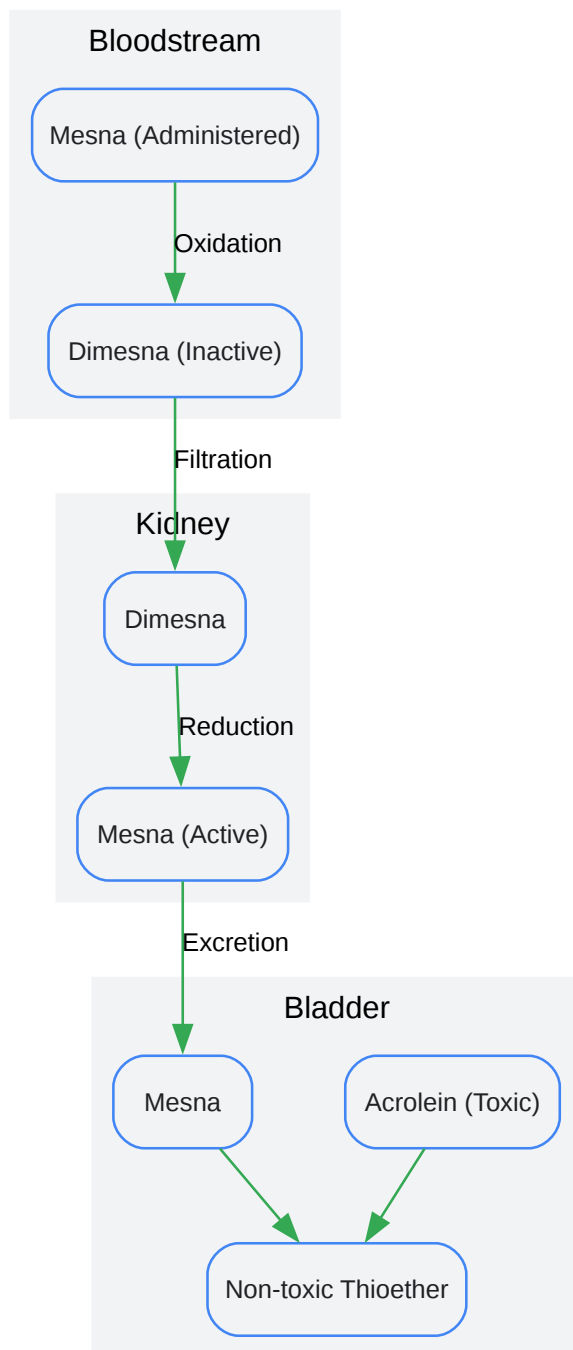 Bloodstream
Mesna (Administered)
Oxidation
Dimesna (Inactive)
Filtration
Kidney
Dimesna
Reduction
Mesna (Active)
Excretion
Bladder
Mesna
Acrolein (Toxic)
Non-toxic Thioether